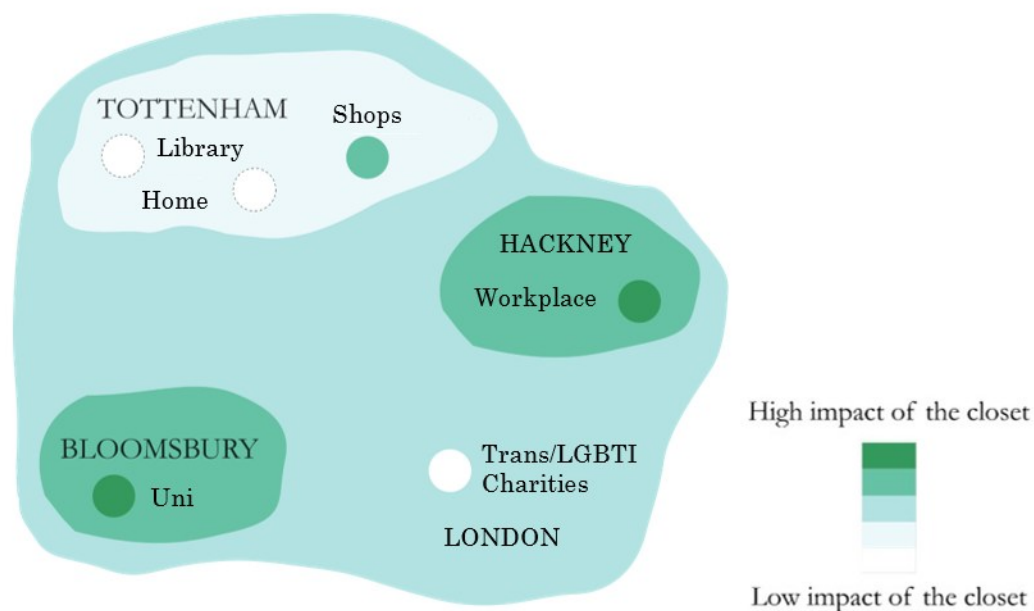 TOTTENHAM
Shops
Library
Home
HACKNEY
Workplace
BLOOMSBURY
Uni
Trans/LGBTI
Charities
LONDON
High impact of the closet
Low impact of the closet